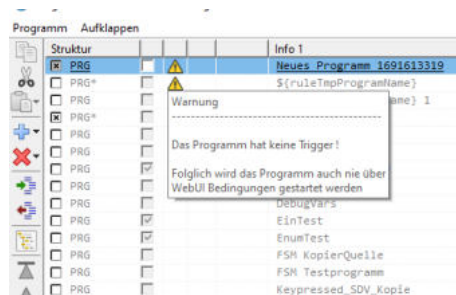 Programm Aufklappen
Struktur Info 1
PRG Neues Programm 1691613319
PRG* ${ruleTmpProgramName}
PRG ame} 1
PRG*
PRG
PRG
PRG
PRG
PRG DebugVars
PRG EinTest
PRG EnumTest
PRG FSM KopierQuelle
PRG FSM Testprogramm
PRG Keypressed_SDV_Kopie
Warnung
Das Programm hat keine Trigger !
Folglich wird das Programm auch nie über
WebUI Bedingungen gestartet werden